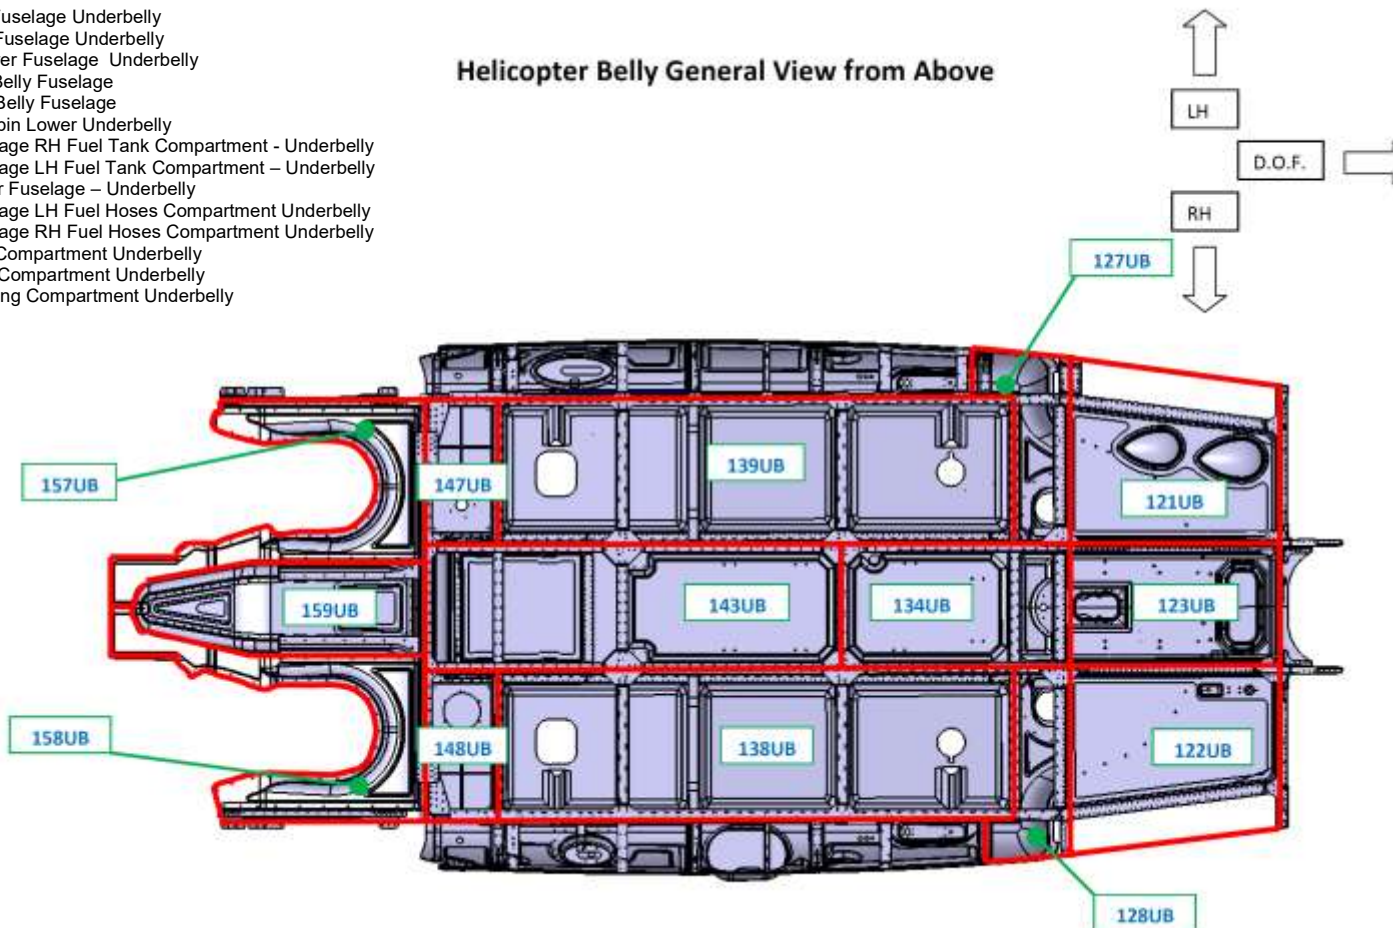 uselage Underbelly
Fuselage Underbelly
er Fuselage  Underbelly
Belly Fuselage
Belly Fuselage
bin Lower Underbelly
age RH Fuel Tank Compartment - Underbelly
age LH Fuel Tank Compartment – Underbelly
r Fuselage – Underbelly
age LH Fuel Hoses Compartment Underbelly
age RH Fuel Hoses Compartment Underbelly
Compartment Underbelly
Compartment Underbelly
ng Compartment Underbelly
Helicopter Belly General View from Above
LH
D.O.F.
RH
127UB
157UB
147UB
139UB
121UB
159UB
143UB
134UB
123UB
158UB
148UB
138UB
122UB
128UB